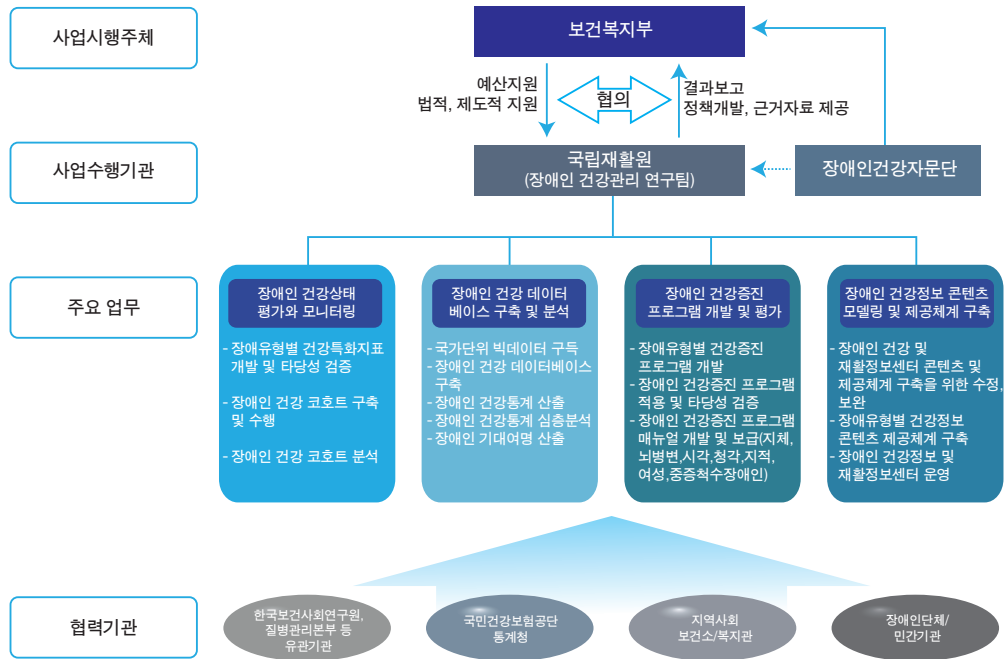 사업시행주체
보건복지부
예산지원
법적, 제도적 지원
협의
결과보고
정책개발, 근거자료 제공
사업수행기관
국립재활원
(장애인 건강관리 연구팀)
장애인건강자문단
주요 업무
장애인 건강상태
평가와 모니터링
- 장애유형별 건강특화지표
개발 및 타당성 검증
- 장애인 건강 코호트 구축
및 수행
- 장애인 건강 코호트 분석
장애인 건강 데이터
베이스 구축 및 분석
- 국가단위 빅데이터 구득
- 장애인 건강 데이터베이스
구축
- 장애인 건강통계 산출
- 장애인 건강통계 심층분석
- 장애인 기대여명 산출
장애인 건강증진
프로그램 개발 및 평가
- 장애유형별 건강증진
프로그램 개발
- 장애인 건강증진 프로그램
적용 및 타당성 검증
- 장애인 건강증진 프로그램
매뉴얼 개발 및 보급(지체,
뇌병변,시각,청각,지적,
여성,중증척수장애인)
장애인 건강정보 콘텐츠
모델링 및 제공체계 구축
- 장애인 건강 및
재활정보센터 콘텐츠 및
제공체계 구축을 위한 수정,
보완
- 장애유형별 건강정보
콘텐츠 제공체계 구축
- 장애인 건강정보 및
재활정보센터 운영
협력기관
한국보건사회연구원,
질병관리본부 등
유관기관
국민건강보험공단
통계청
지역사회
보건소/복지관
장애인단체/
민간기관